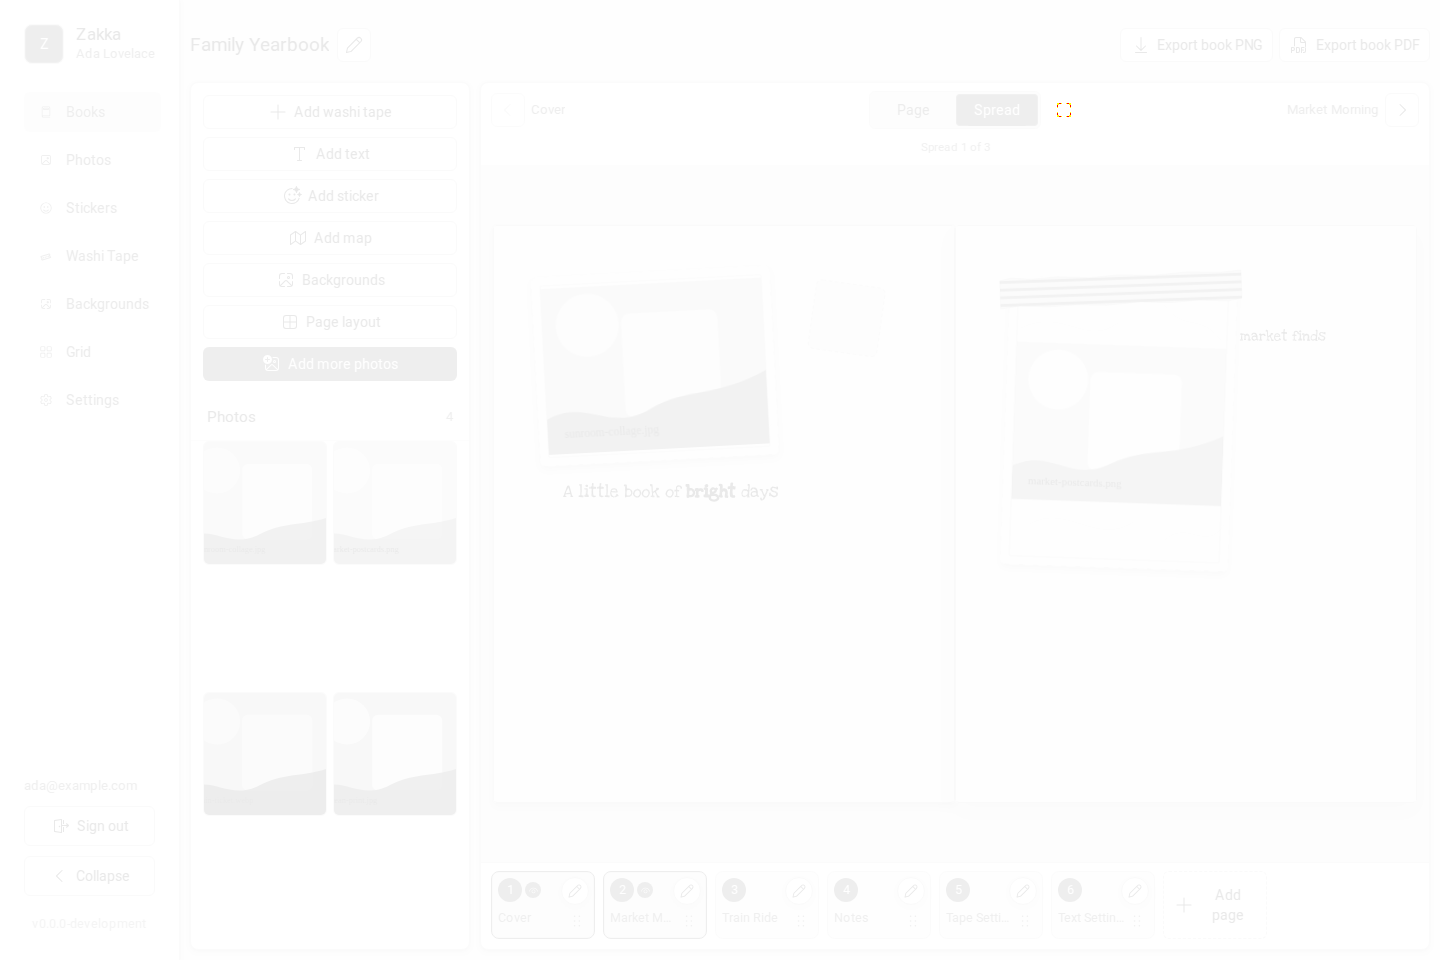 Z
Zakka
Ada Lovelace
Books
Photos
Stickers
Washi Tape
Backgrounds
Grid
Settings
ada@example.com
Sign out
Collapse
v0.0.0-development
Family Yearbook
Export book PNG
PDF
Export book PDF
Add washi tape
Add text
Add sticker
Add map
Backgrounds
Page layout
Add more photos
Photos
4
Cover
Page
Spread
Market Morning
Spread 1 of 3
A little book of bright days
market finds
market-postcards.png
1
Cover
2
Market M...
3
Train Ride
4
Notes
5
Tape Setti...
6
Text Settin...
Add
page